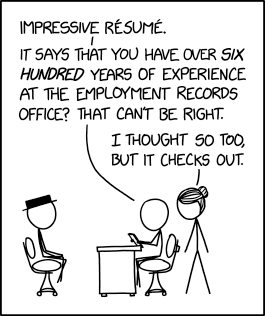 IMPRESSIVE RÉSUMÉ.
IT SAYS THAT YOU HAVE OVER SIX
HUNDRED YEARS OF EXPERIENCE
AT THE EMPLOYMENT RECORDS
OFFICE? THAT CAN'T BE RIGHT.
I THOUGHT SO TOO,
BUT IT CHECKS OUT.